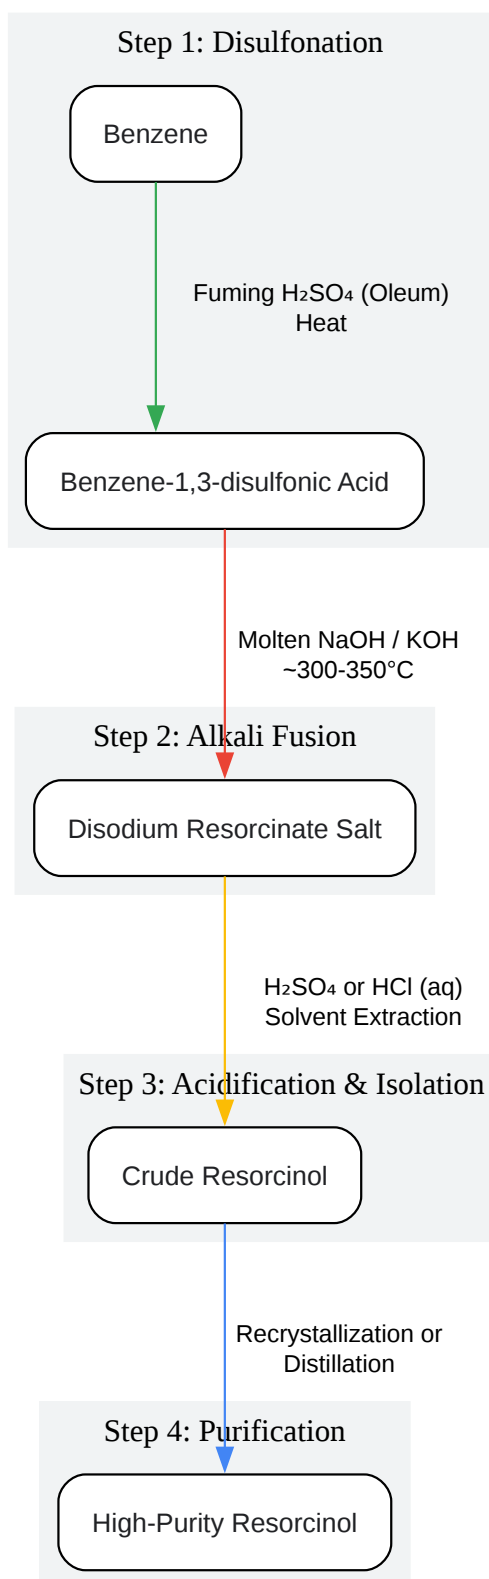 Step 1: Disulfonation
Benzene
Fuming H₂SO₄ (Oleum)
Heat
Benzene-1,3-disulfonic Acid
Molten NaOH / KOH
~300-350°C
Step 2: Alkali Fusion
Disodium Resorcinate Salt
H₂SO₄ or HCl (aq)
Solvent Extraction
Step 3: Acidification & Isolation
Crude Resorcinol
Recrystallization or
Distillation
Step 4: Purification
High-Purity Resorcinol